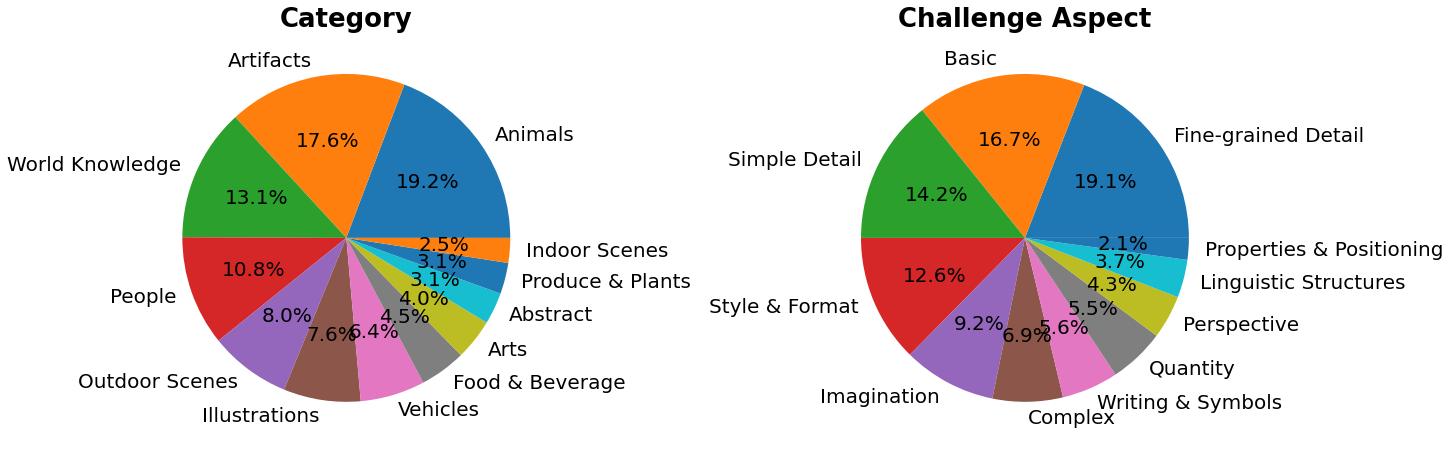 Category
Artifacts
Animals
World Knowledge
17.6%
19.2%
13.1%
10.8%
8.0%
7.6%
6.4%
4.5%
4.0%
3.1%
3.1%
2.5%
Indoor Scenes
Produce & Plants
Abstract
Arts
Food & Beverage
Vehicles
Illustrations
Outdoor Scenes
People
Challenge Aspect
Basic
Fine-grained Detail
Simple Detail
16.7%
19.1%
14.2%
12.6%
9.2%
6.9%
5.6%
5.5%
4.3%
3.7%
2.1%
Properties & Positioning
Linguistic Structures
Perspective
Quantity
Writing & Symbols
Complex
Imagination
Style & Format